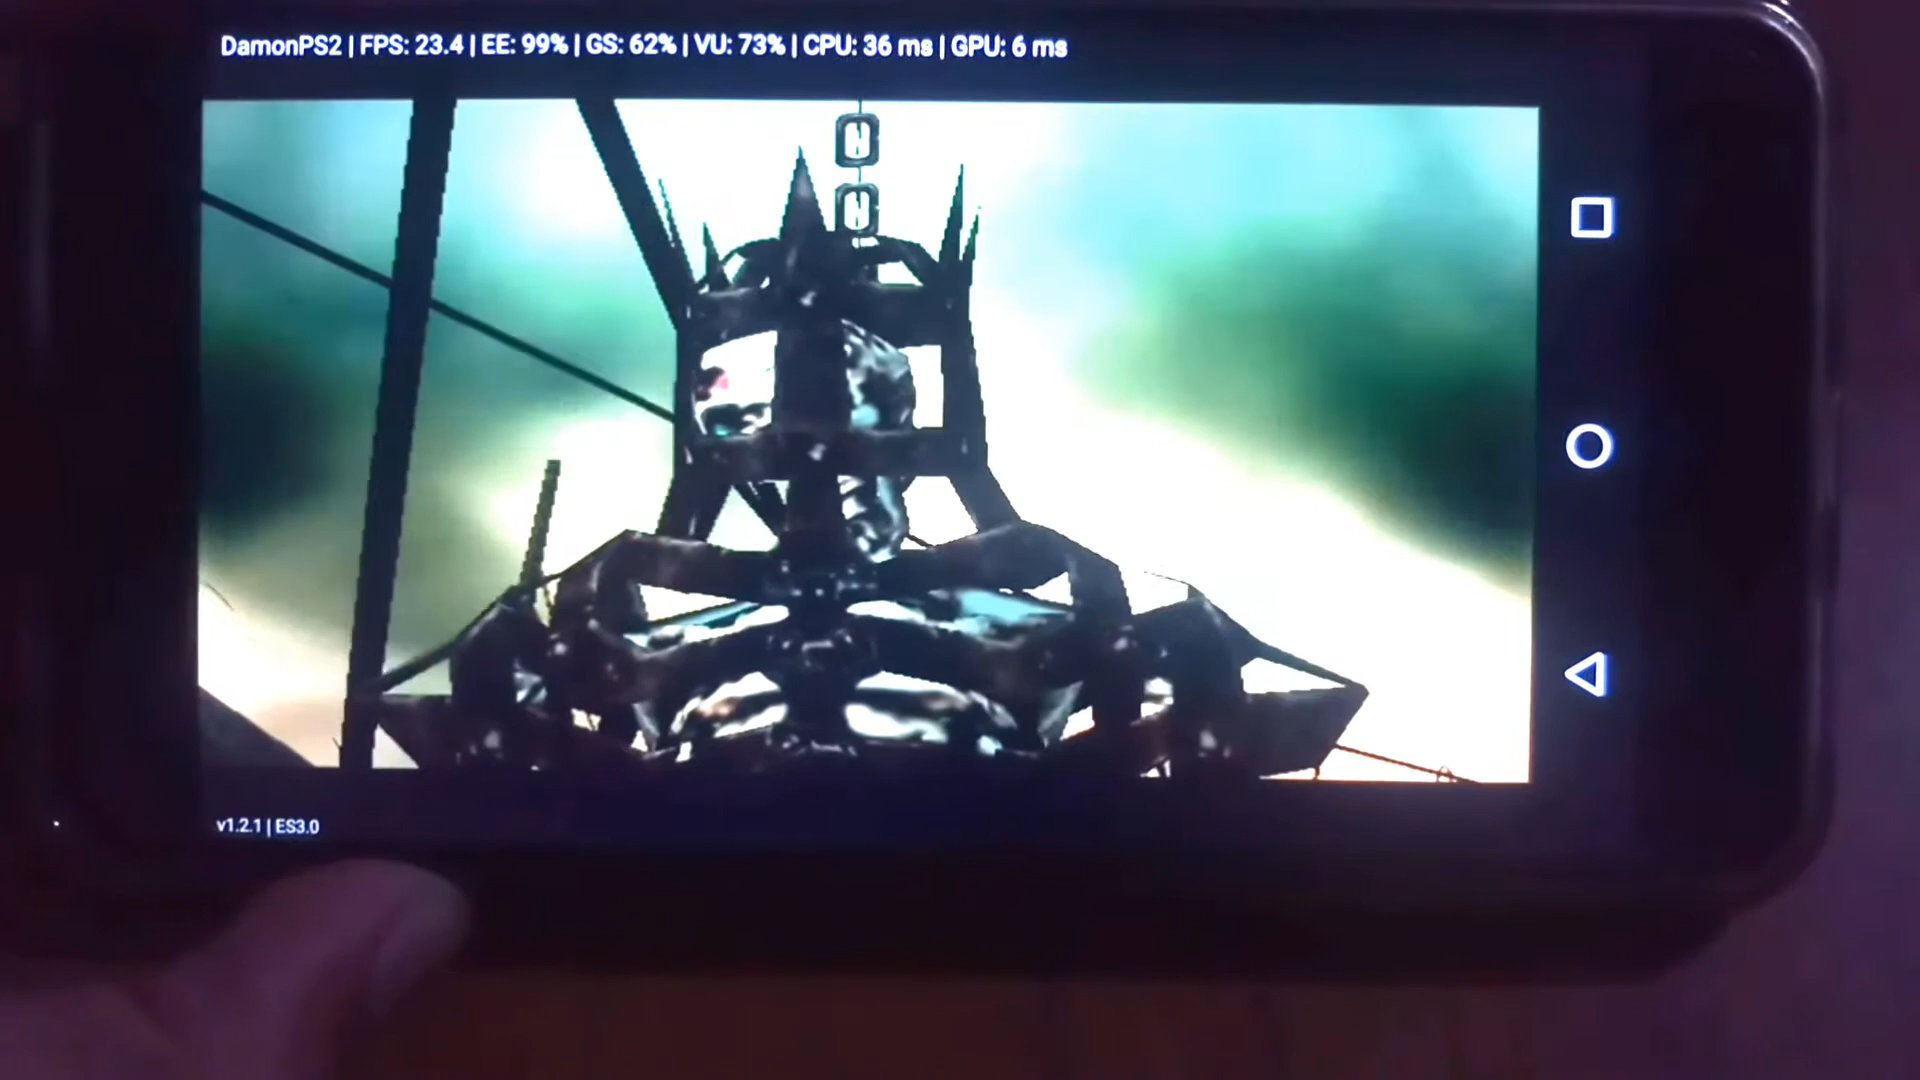 DamonPS2 | FPS: 23.4 | EE: 99% | GS: 62% | VU: 73% | CPU: 36 ms | GPU: 6 ms
v1.2.1 | ES3.0